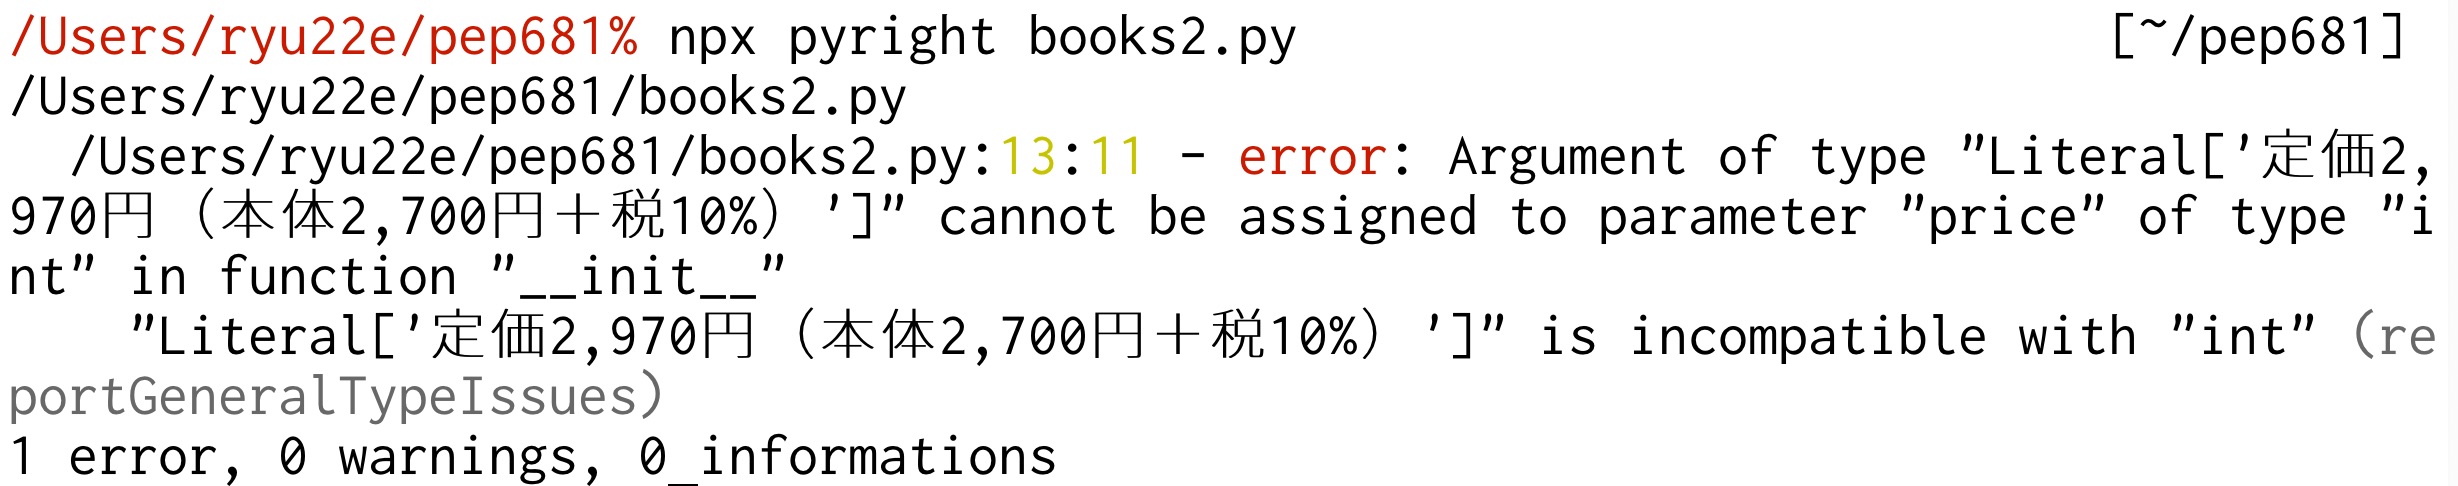 /Users/ryu22e/pep681% npx pyright books2.py [~/pep681]
/Users/ryu22e/pep681/books2.py
  /Users/ryu22e/pep681/books2.py:13:11 - error: Argument of type "Literal['定価2,
970円（本体2,700円＋税10%）']" cannot be assigned to parameter "price" of type "i
nt" in function "__init__"
    "Literal['定価2,970円（本体2,700円＋税10%）']" is incompatible with "int" (re
portGeneralTypeIssues)
1 error, 0 warnings, 0 informations